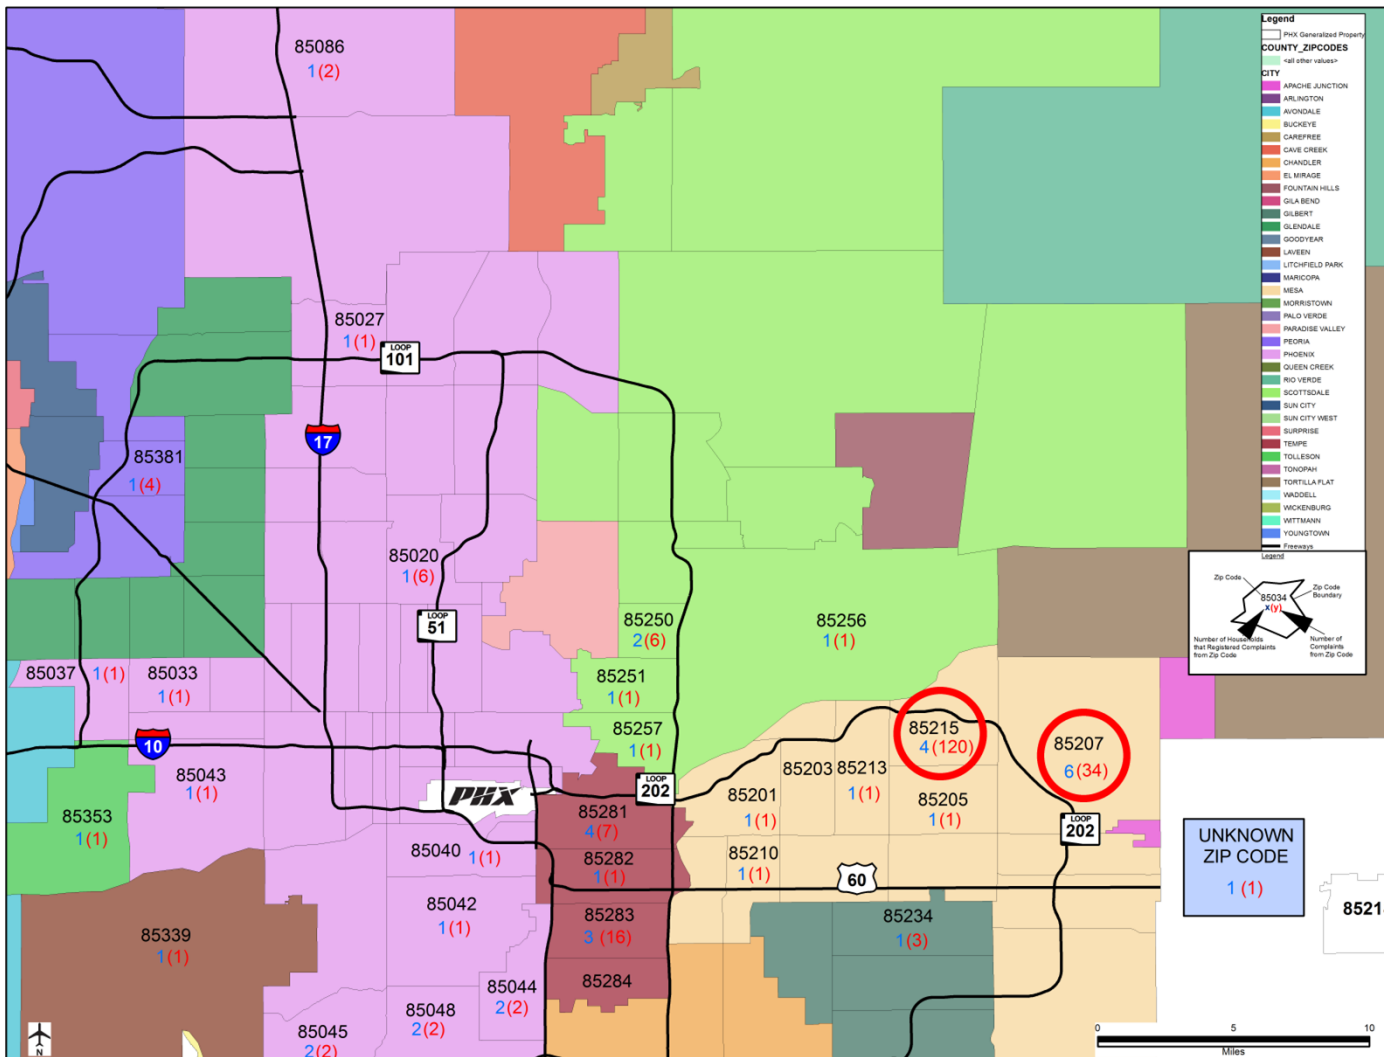 85086
1(2)
85027
1(1)
LOOP
101
17
85381
1(4)
85020
1(6)
LOOP
51
85250
2(6)
85256
1(1)
85037
1(1)
85033
1(1)
85251
1(1)
85257
1(1)
85215
4(120)
85207
6(34)
10
85043
1(1)
PHX
LOOP
202
85203
85213
1(1)
85201
1(1)
85205
1(1)
LOOP
202
85353
1(1)
85281
4(7)
85040
1(1)
85282
1(1)
85210
1(1)
60
UNKNOWN
ZIP CODE
1 (1)
85042
1(1)
85283
3 (16)
85234
1(3)
85339
1(1)
85284
85044
2(2)
85048
2(2)
85045
2(2)
N
0 5 10
Miles
Legend
PHX Generalized Property
COUNTY_ZIPCODES
<all other values>
CITY
APACHE JUNCTION
ARLINGTON
AVONDALE
BUCKEYE
CAREFREE
CAVE CREEK
CHANDLER
EL MIRAGE
FOUNTAIN HILLS
GILA BEND
GILBERT
GLENDALE
GOODYEAR
LAVEEN
LITCHFIELD PARK
MARICOPA
MESA
MORRISTOWN
PALO VERDE
PARADISE VALLEY
PEORIA
PHOENIX
QUEEN CREEK
RIO VERDE
SCOTTSDALE
SUN CITY
SUN CITY WEST
SURPRISE
TEMPE
TOLLESON
TONOPAH
TORTILLA FLAT
WADDELL
WICKENBURG
WITTMANN
YOUNGTOWN
Freeways
Legend
Zip Code
Zip Code
Boundary
85034
x(y)
Number of Households
that Registered Complaints
from Zip Code
Number of
Complaints
from Zip Code